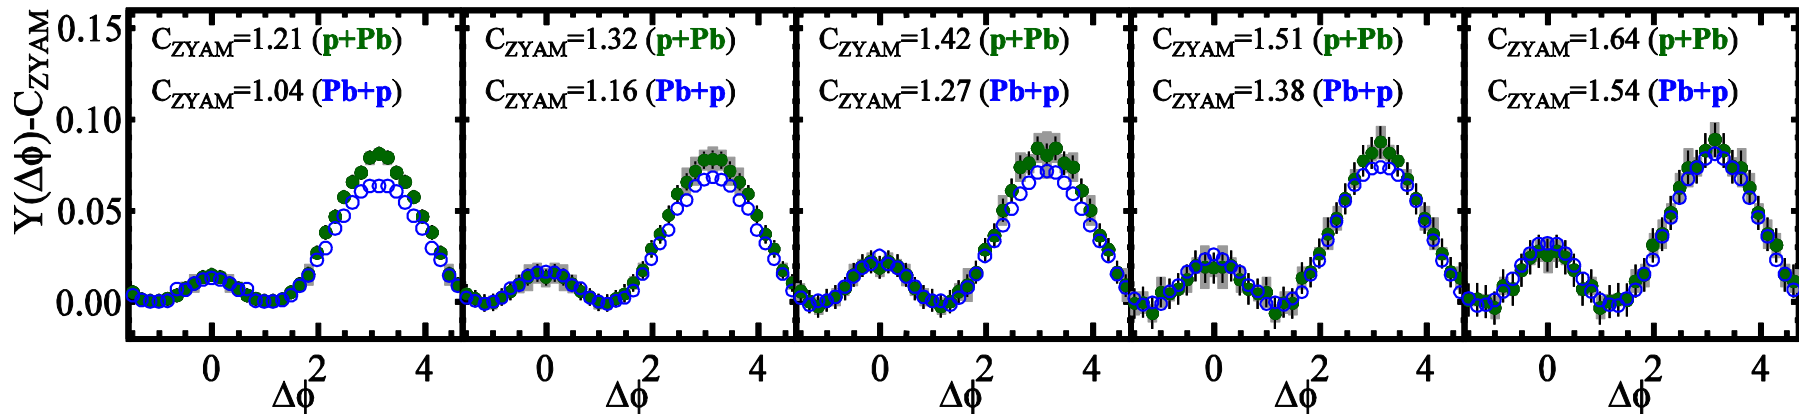 Y(Δϕ)-C_ZYAM
0.15
0.10
0.05
0.00
C_ZYAM=1.21 (p+Pb)
C_ZYAM=1.04 (Pb+p)
C_ZYAM=1.32 (p+Pb)
C_ZYAM=1.16 (Pb+p)
C_ZYAM=1.42 (p+Pb)
C_ZYAM=1.27 (Pb+p)
C_ZYAM=1.51 (p+Pb)
C_ZYAM=1.38 (Pb+p)
C_ZYAM=1.64 (p+Pb)
C_ZYAM=1.54 (Pb+p)
0 2 4 0 2 4 0 2 4 0 2 4 0 2 4
Δϕ Δϕ Δϕ Δϕ Δϕ